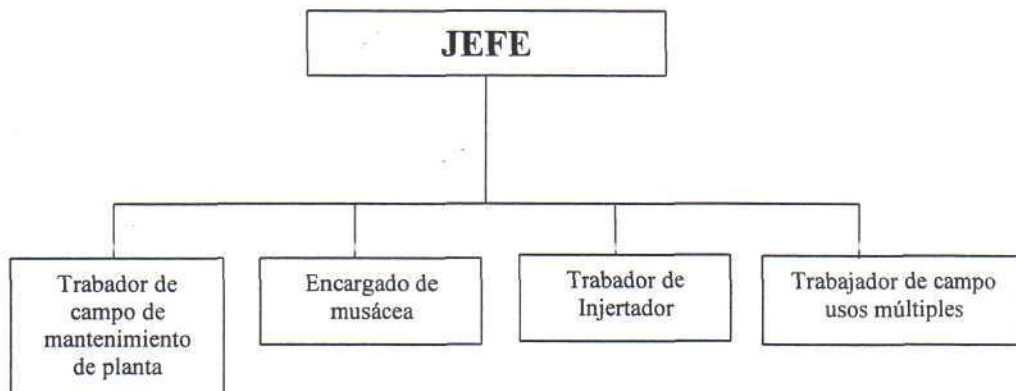 JEFE
Trabador de
campo de
mantenimiento
de planta
Encargado de
musácea
Trabador de
Injertador
Trabajador de campo
usos múltiples